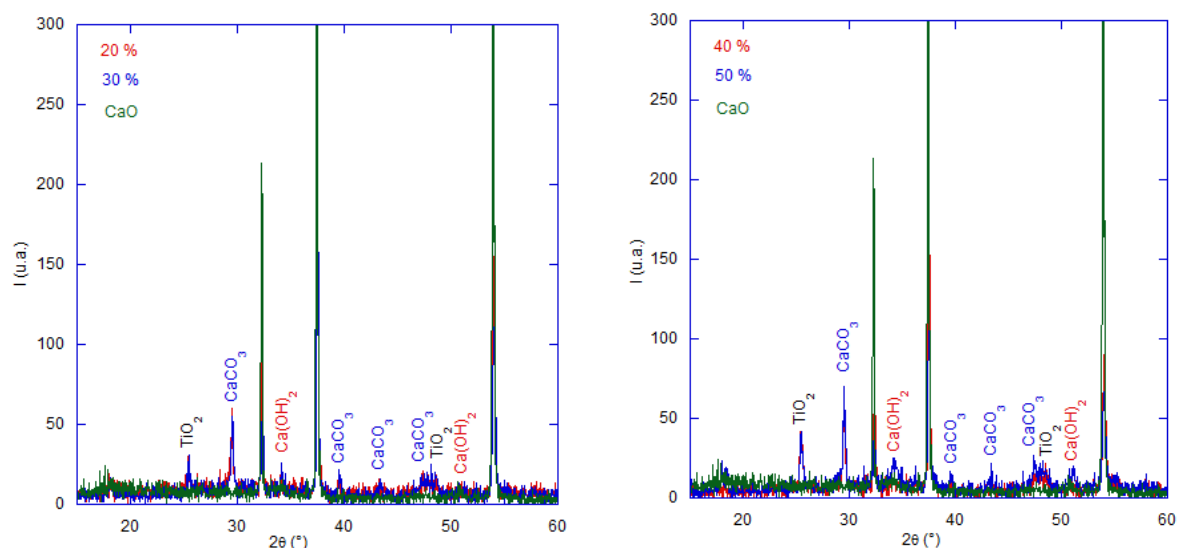 300
250
200
150
100
50
0
I (u.a.)
20 %
30 %
CaO
TiO₂
CaCO₃
Ca(OH)₂
CaCO₃
CaCO₃
CaCO₃
TiO₂
Ca(OH)₂
20 30 40 50 60
2θ (°)
300
250
200
150
100
50
0
I (u.a.)
40 %
50 %
CaO
TiO₂
CaCO₃
Ca(OH)₂
CaCO₃
CaCO₃
CaCO₃
TiO₂
Ca(OH)₂
20 30 40 50 60
2θ (°)